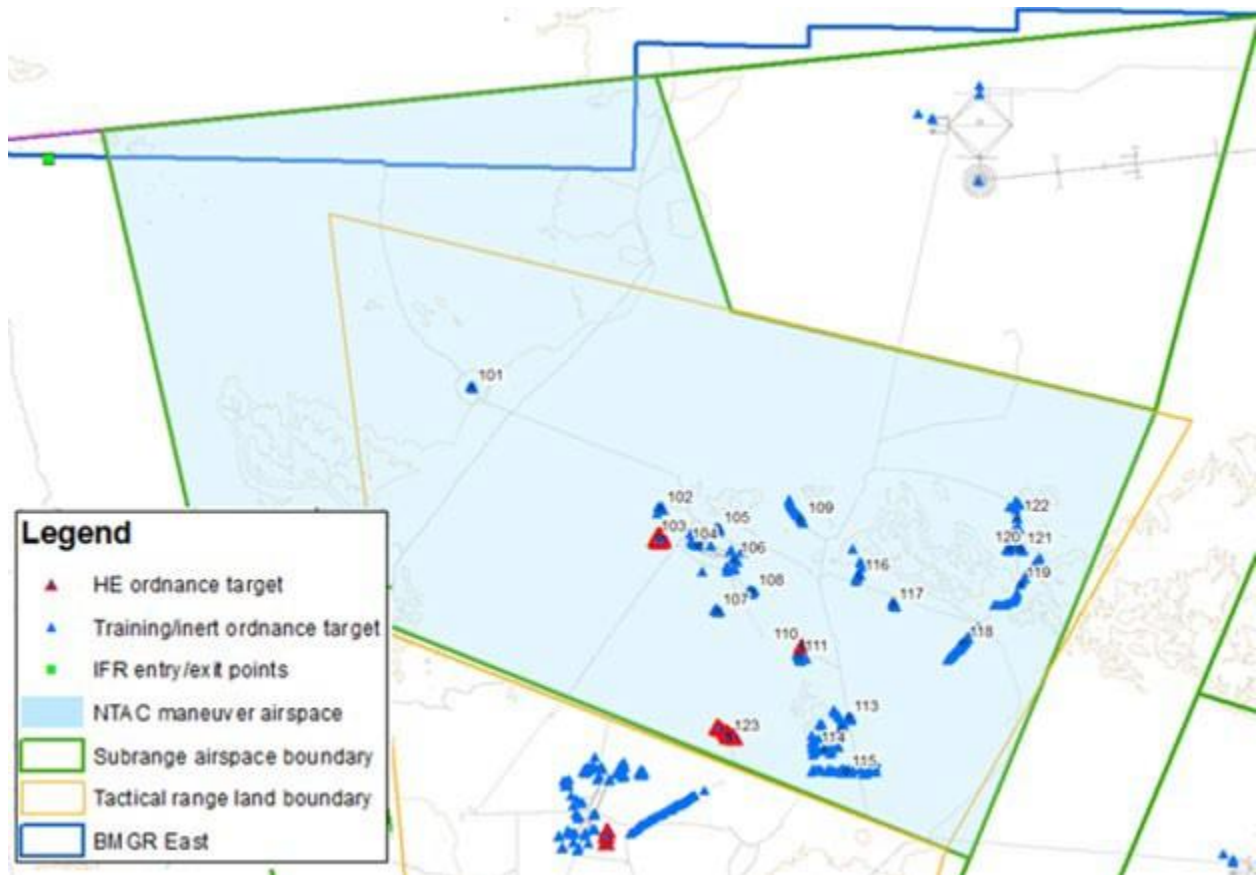 101
102
103
105
109
122
104
120 121
106
116
119
108
107
117
118
110
111
113
123
114
115
Legend
HE ordnance target
Training/inert ordnance target
IFR entry/exit points
NTAC maneuver airspace
Subrange airspace boundary
Tactical range land boundary
BMGR East